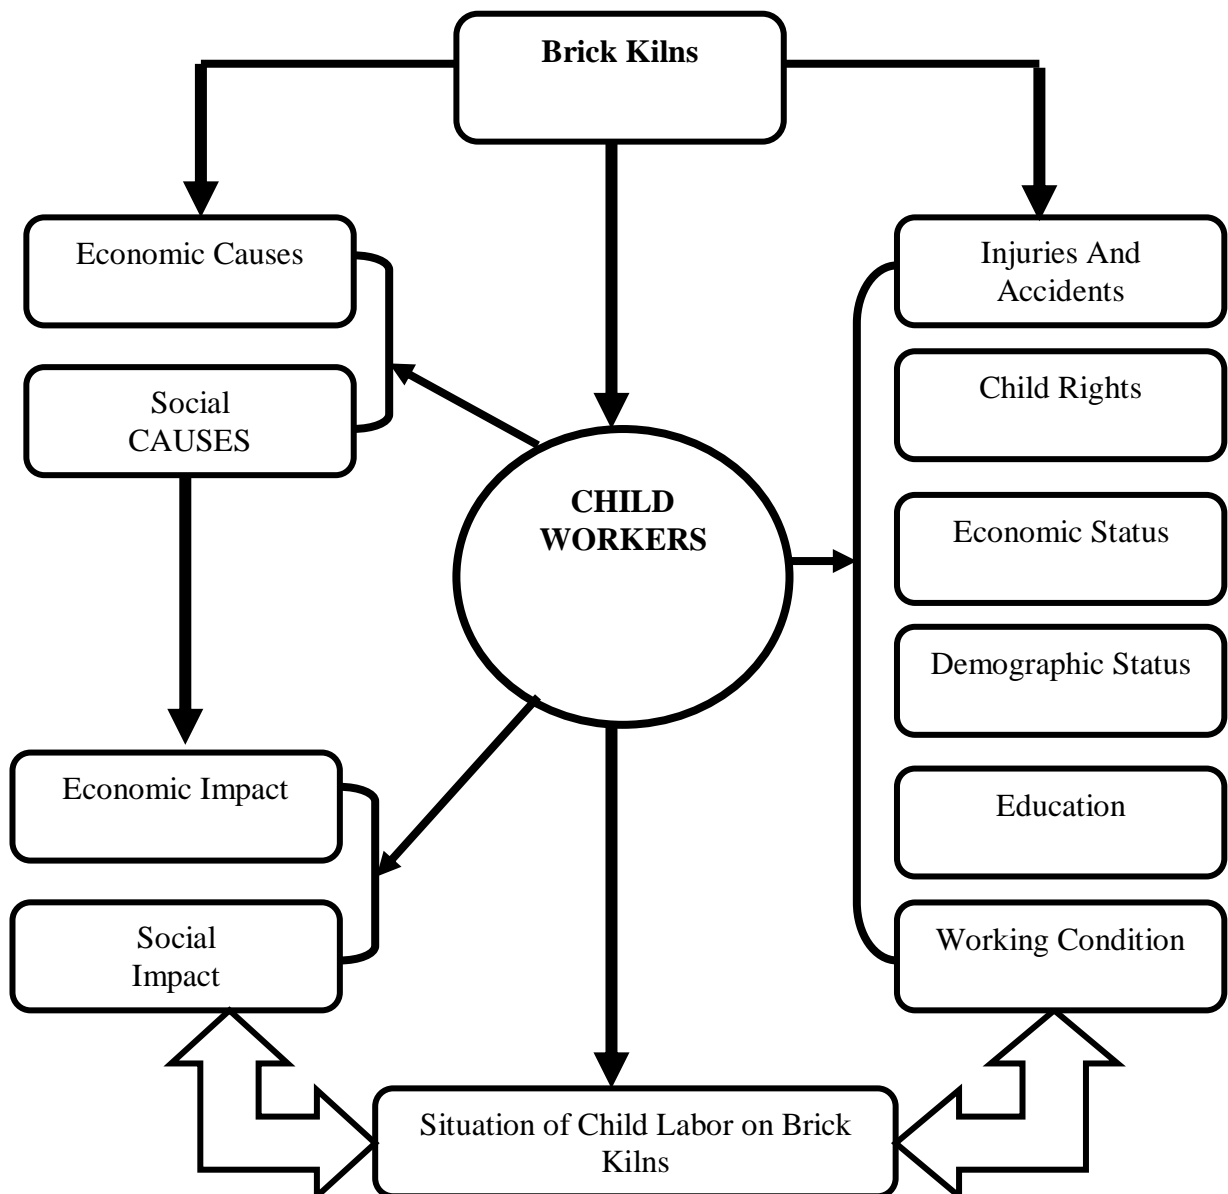 Brick Kilns
Economic Causes
Social
CAUSES
CHILD
WORKERS
Economic Impact
Social
Impact
Injuries And
Accidents
Child Rights
Economic Status
Demographic Status
Education
Working Condition
Situation of Child Labor on Brick
Kilns